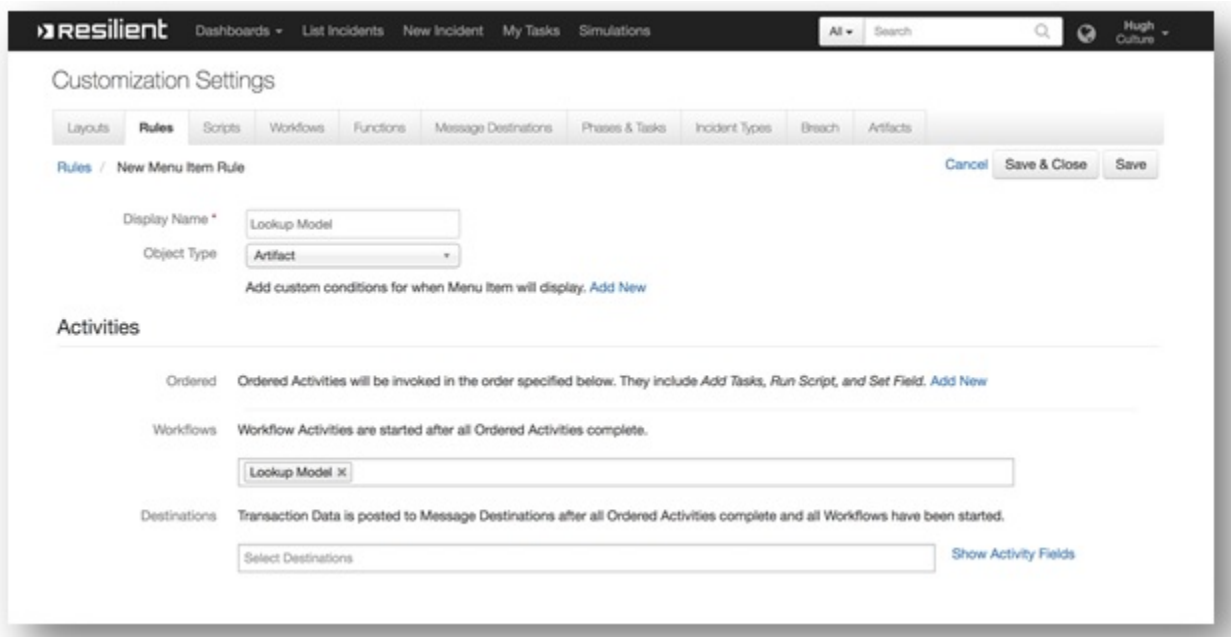 resilient Dashboards List Incidents New Incident My Tasks Simulations All Search Hugh Culture
Customization Settings
Layouts Rules Scripts Workflows Functions Message Destinations Phases & Tasks Incident Types Breach Artifacts
Rules / New Menu Item Rule Cancel Save & Close Save
Display Name * Lookup Model
Object Type Artifact
Add custom conditions for when Menu Item will display. Add New
Activities
Ordered Ordered Activities will be invoked in the order specified below. They include Add Tasks, Run Script, and Set Field. Add New
Workflows Workflow Activities are started after all Ordered Activities complete.
Lookup Model ×
Destinations Transaction Data is posted to Message Destinations after all Ordered Activities complete and all Workflows have been started.
Select Destinations Show Activity Fields